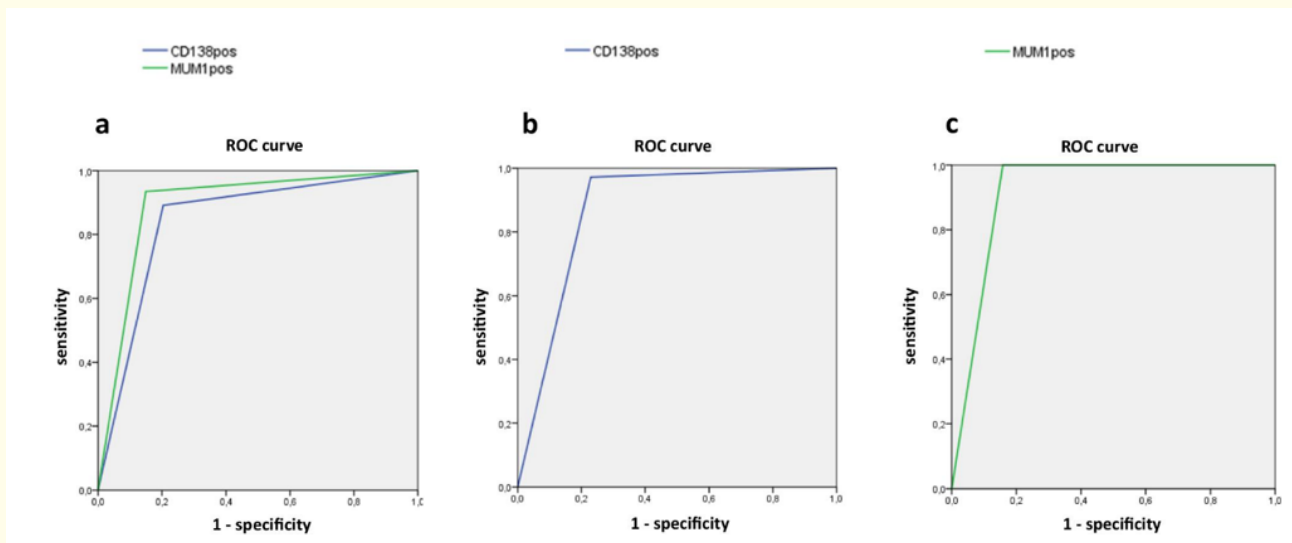 CD138pos
MUM1pos
a
ROC curve
1,0
0,8
0,6
0,4
0,2
0,0
sensitivity
0,0 0,2 0,4 0,6 0,8 1,0
1 - specificity
CD138pos
b
ROC curve
1,0
0,8
0,6
0,4
0,2
0,0
sensitivity
0,0 0,2 0,4 0,6 0,8 1,0
1 - specificity
MUM1pos
c
ROC curve
1,0
0,8
0,6
0,4
0,2
0,0
sensitivity
0,0 0,2 0,4 0,6 0,8 1,0
1 - specificity